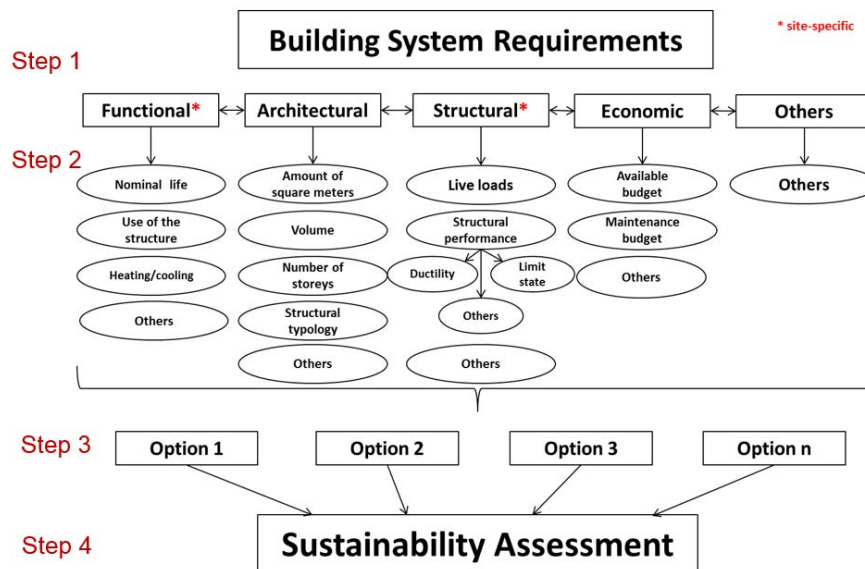 Building System Requirements
* site-specific
Step 1
Functional*
Architectural
Structural*
Economic
Others
Step 2
Nominal life
Use of the
structure
Heating/cooling
Others
Amount of
square meters
Volume
Number of
storeys
Structural
typology
Others
Live loads
Structural
performance
Ductility
Limit
state
Others
Others
Available
budget
Maintenance
budget
Others
Others
Step 3
Option 1
Option 2
Option 3
Option n
Step 4
Sustainability Assessment